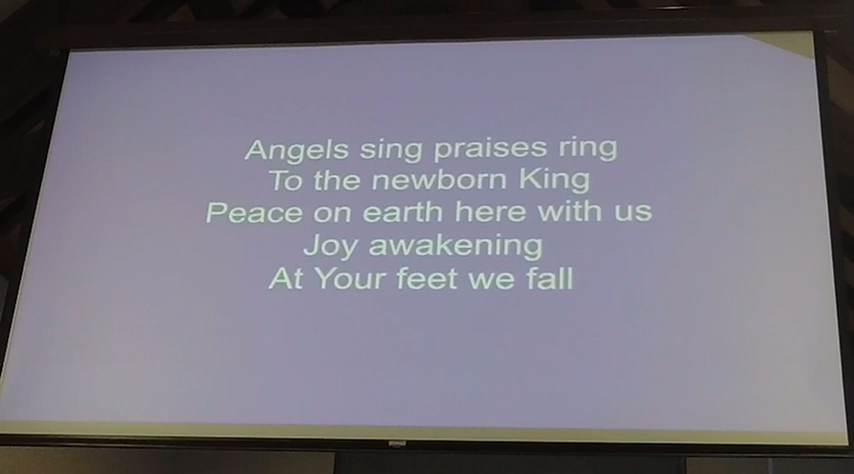 Angels sing praises ring
To the newborn King
Peace on earth here with us
Joy awakening
At Your feet we fall